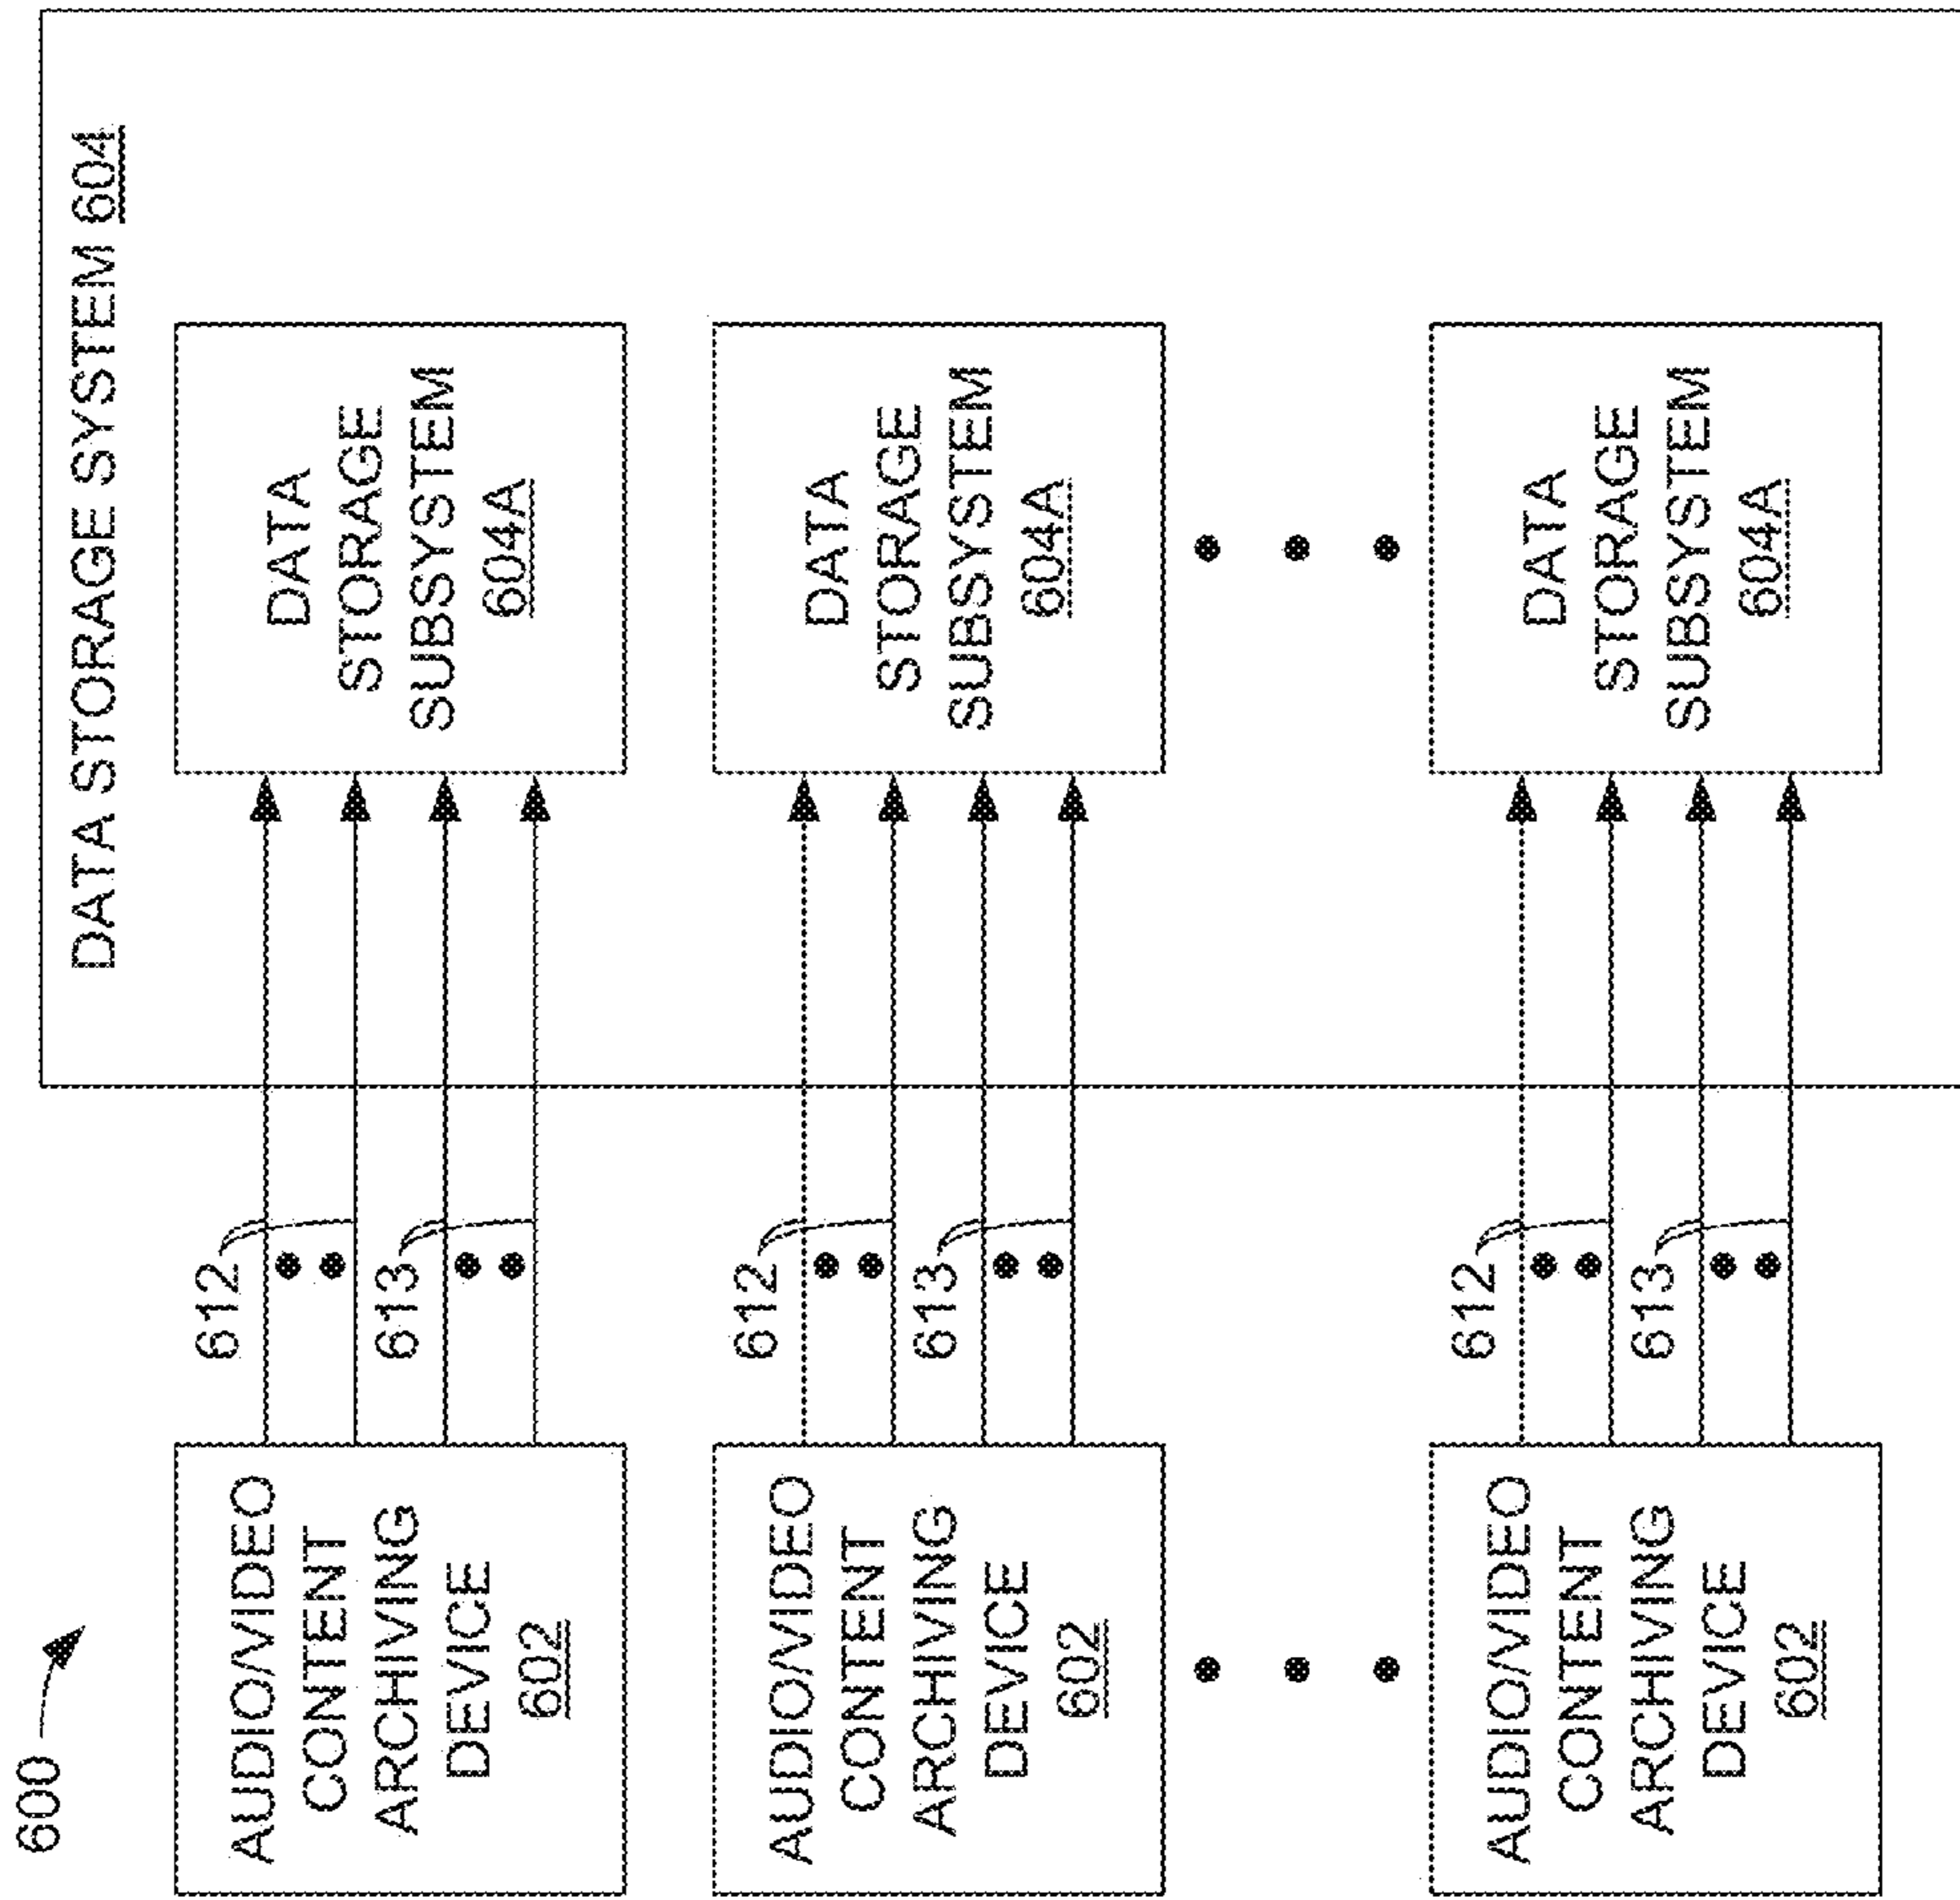 600
DATA STORAGE SYSTEM 604
AUDIO/VIDEO
CONTENT
ARCHIVING
DEVICE
602
612
613
DATA
STORAGE
SUBSYSTEM
604A
AUDIO/VIDEO
CONTENT
ARCHIVING
DEVICE
602
612
613
DATA
STORAGE
SUBSYSTEM
604A
AUDIO/VIDEO
CONTENT
ARCHIVING
DEVICE
602
612
613
DATA
STORAGE
SUBSYSTEM
604A